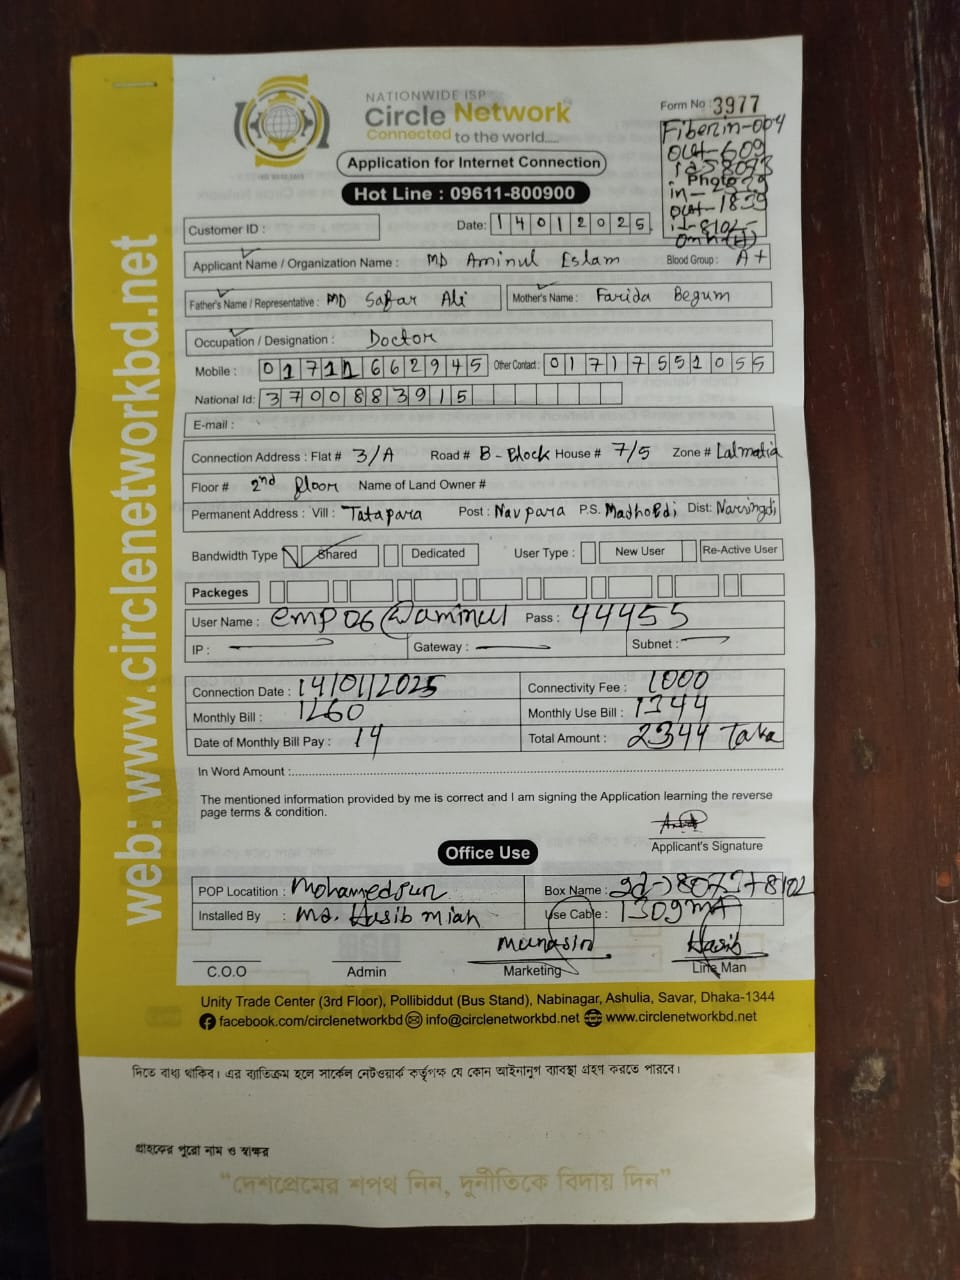 NATIONWIDE ISP
Circle Network
Connected to the world.....
Application for Internet Connection
Hot Line : 09611-800900
Form No : 3977
Fiber in-004
out-609
Photo
out-1839
Customer ID :
Date: 14012025
Applicant Name / Organization Name : MD Aminul Eslam Blood Group : A+
Father's Name / Representative : MD Safar Ali Mother's Name : Farida Begum
Occupation / Designation : Doctor
Mobile : 01711662945 Other Contact : 01717551055
National Id: 3700883915
E-mail :
Connection Address : Flat # 3/A Road # B-Block House # 7/5 Zone # Lalmatia
Floor # 2nd floor Name of Land Owner #
Permanent Address : Vill : Tatapara Post : Navpara P.S. Madhobdi Dist: Narsingdi
Bandwidth Type Shared Dedicated User Type : New User Re-Active User
Packeges
User Name : emp06@aminul Pass : 44455
IP : Gateway : Subnet :
Connection Date : 14/01/2025 Connectivity Fee : 1000
Monthly Bill : 1260 Monthly Use Bill : 1344
Date of Monthly Bill Pay : 14 Total Amount : 2344 Taka
In Word Amount :
The mentioned information provided by me is correct and I am signing the Application learning the reverse
page terms & condition.
Applicant's Signature
Office Use
POP Locatition : Mohamedpur Box Name :
Installed By : Md. Hasib miah Use Cable : 1309mA
Hasib
C.O.O Admin Marketing Line Man
Unity Trade Center (3rd Floor), Pollibiddut (Bus Stand), Nabinagar, Ashulia, Savar, Dhaka-1344
facebook.com/circlenetworkbd info@circlenetworkbd.net www.circlenetworkbd.net
web: www.circlenetworkbd.net
দিতে বাধ্য থাকিব। এর ব্যতিক্রম হলে সার্কেল নেটওয়ার্ক কর্তৃপক্ষ যে কোন আইনানুগ ব্যবস্থা গ্রহণ করতে পারবে।
গ্রাহকের পুরো নাম ও স্বাক্ষর
“দেশপ্রেমের শপথ নিন, দুর্নীতিকে বিদায় দিন”